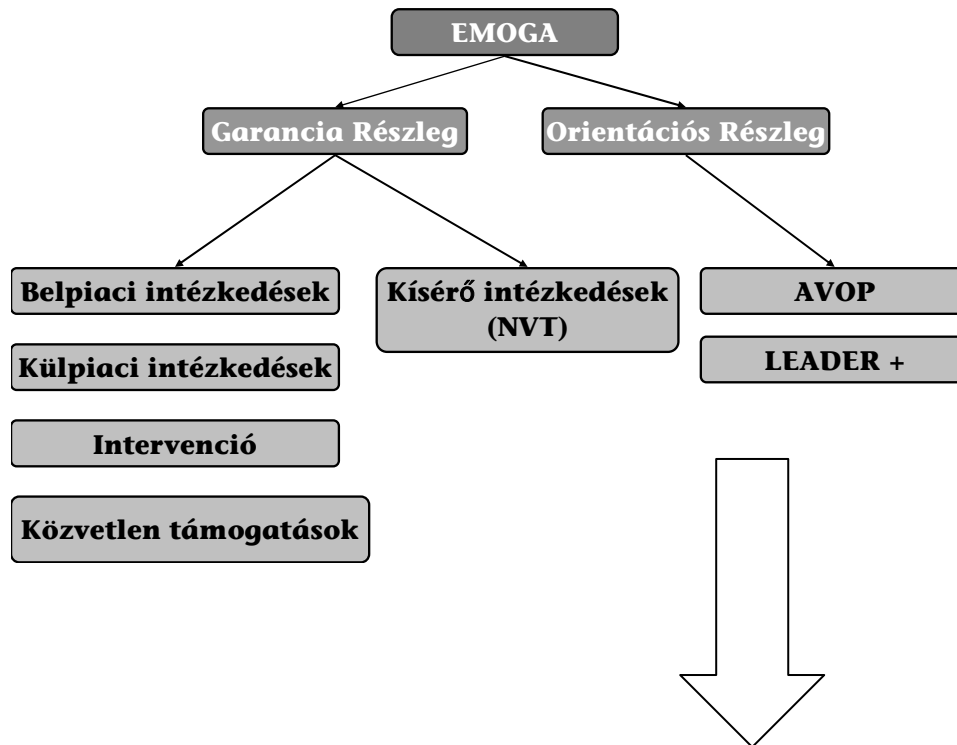 EMOGA
Garancia Részleg
Orientációs Részleg
Belpiaci intézkedések
Külpiaci intézkedések
Intervenció
Közvetlen támogatások
Kísérő intézkedések
(NVT)
AVOP
LEADER +